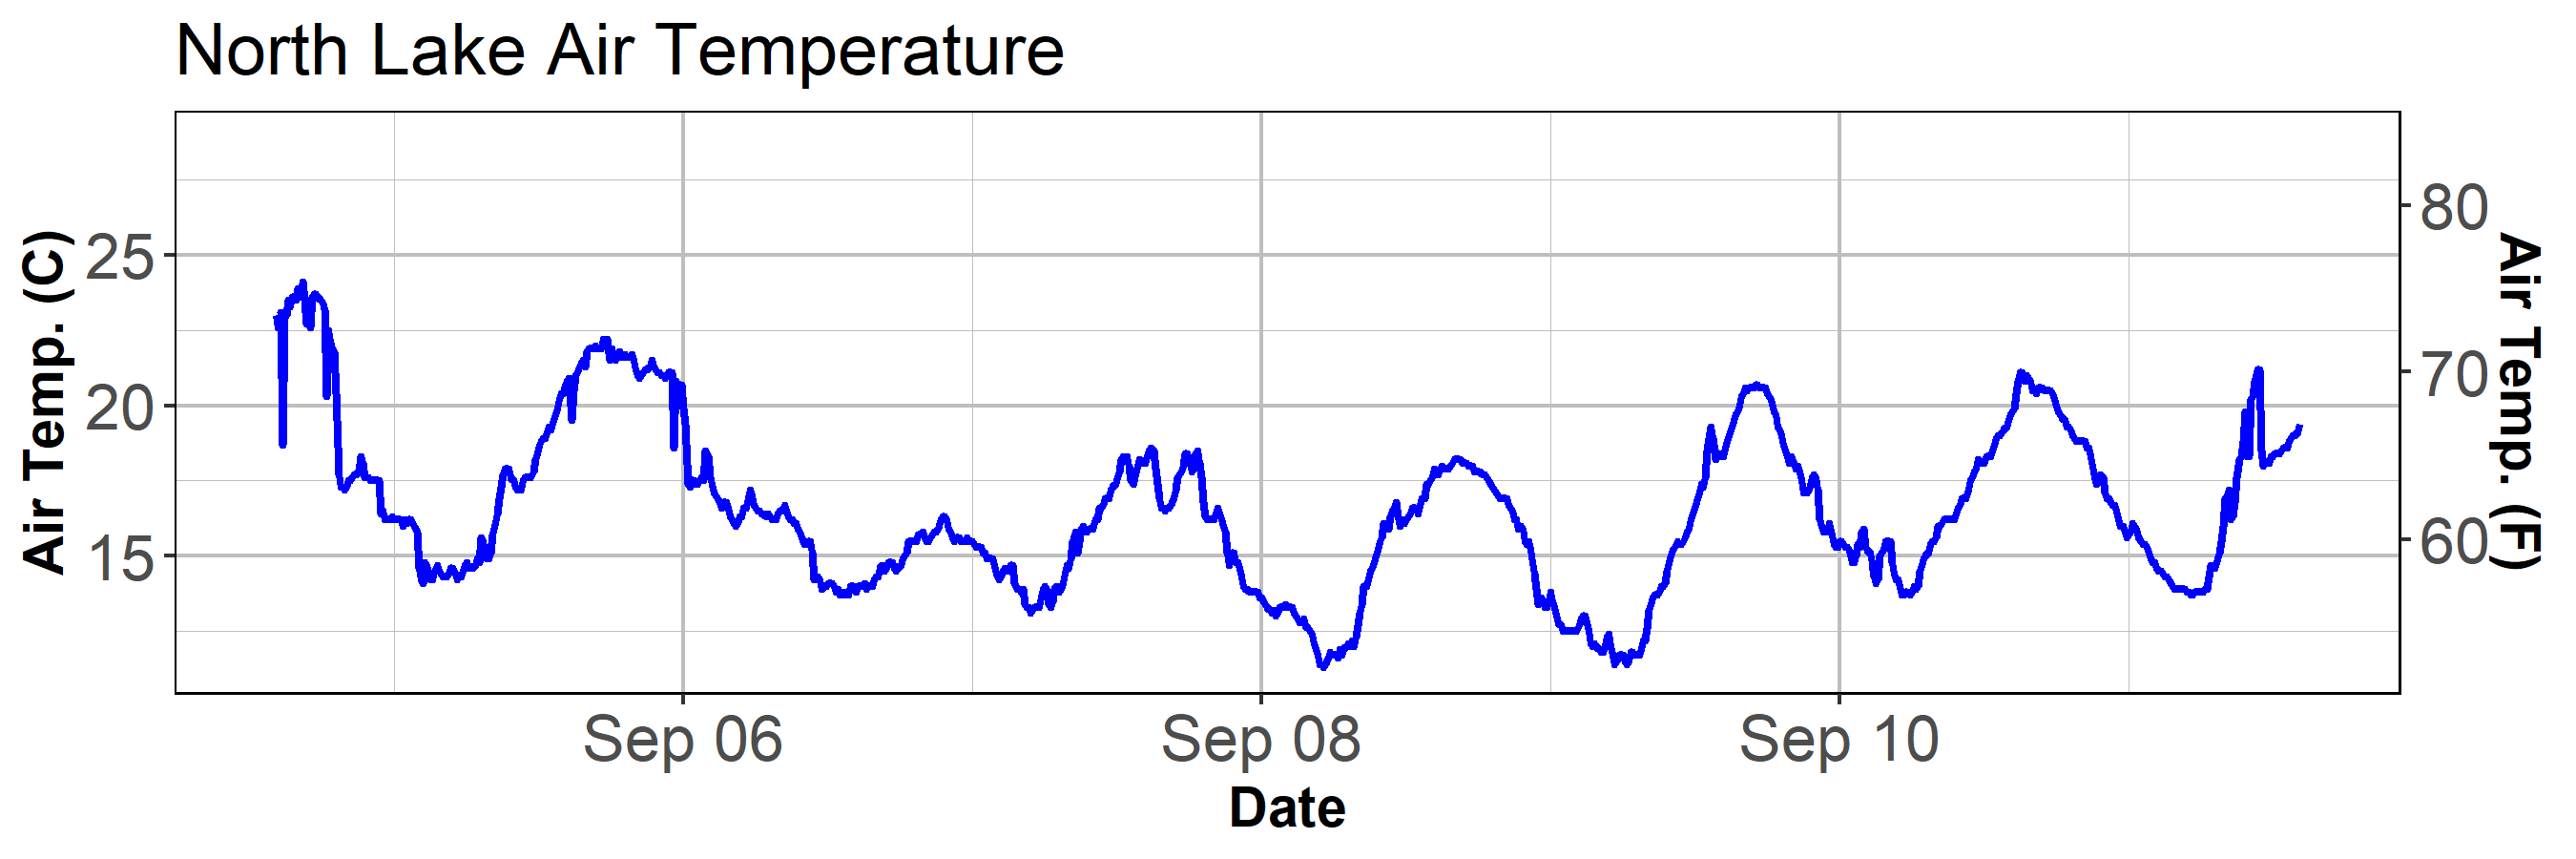 North Lake Air Temperature
Air Temp. (C)
25
20
15
80
70
60
Air Temp. (F)
Sep 06
Sep 08
Sep 10
Date